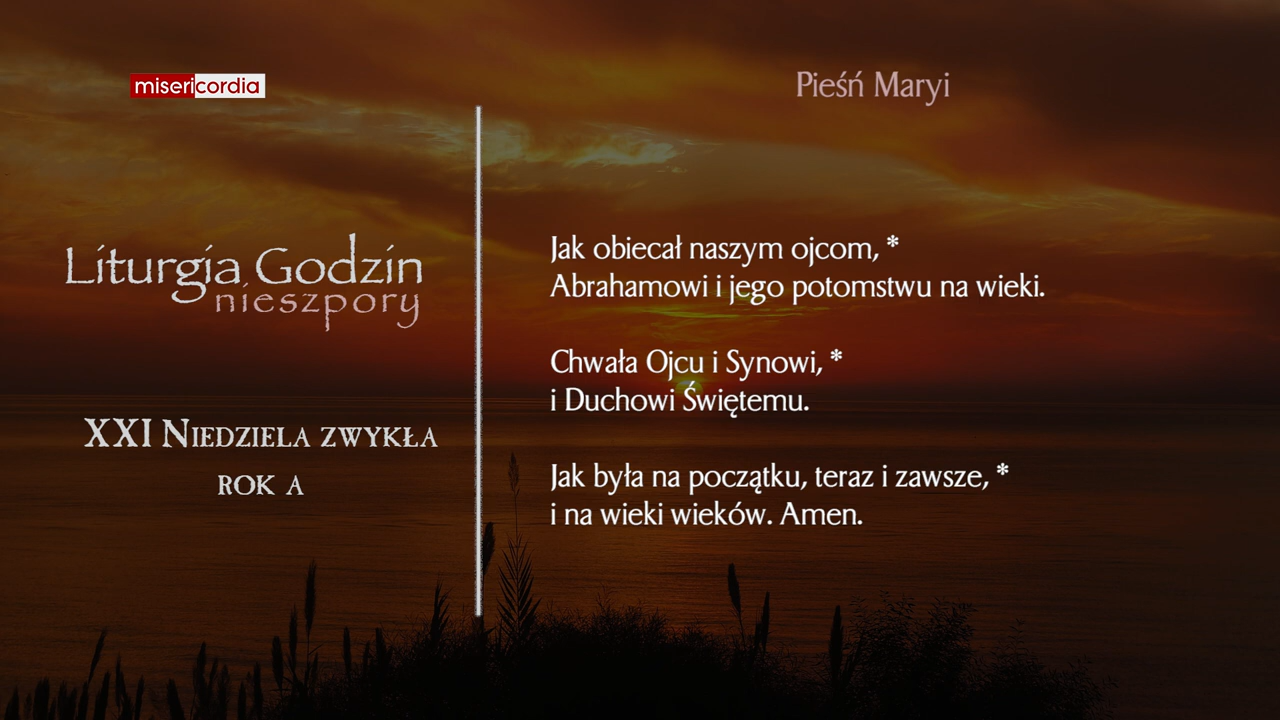 misericordia
Pieśń Maryi
Liturgia Godzin
nieszpory
XXI Niedziela zwykła
rok A
Jak obiecał naszym ojcom, *
Abrahamowi i jego potomstwu na wieki.
Chwała Ojcu i Synowi, *
i Duchowi Świętemu.
Jak była na początku, teraz i zawsze, *
i na wieki wieków. Amen.